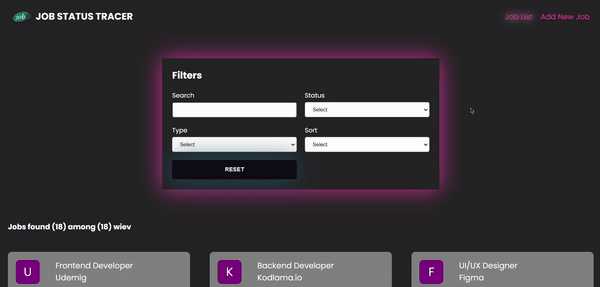 job JOB STATUS TRACER
Job List Add New Job
Filters
Search Status
Select
Type Sort
Select Select
RESET
Jobs found (18) among (18) wiev
U Frontend Developer
Udemig
K Backend Developer
Kodlama.io
F UI/UX Designer
Figma